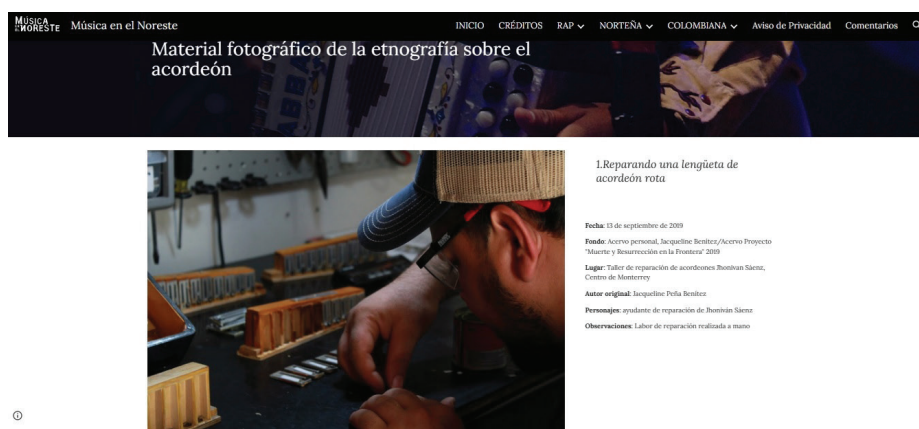 MÚSICA
EN EL NORESTE
Música en el Noreste
INICIO CRÉDITOS RAP NORTEÑA COLOMBIANA Aviso de Privacidad Comentarios
Material fotográfico de la etnografía sobre el
acordeón
ABBA
1.Reparando una lengüeta de
acordeón rota
Fecha: 13 de septiembre de 2019
Fondo: Acervo personal, Jacqueline Benitez/Acervo Proyecto
"Muerte y Resurrección en la Frontera" 2019
Lugar: Taller de reparación de acordeones Jhonivan Sáenz,
Centro de Monterrey
Autor original: Jacqueline Peña Benitez
Personajes: ayudante de reparación de Jhoniván Sáenz
Observaciones: Labor de reparación realizada a mano